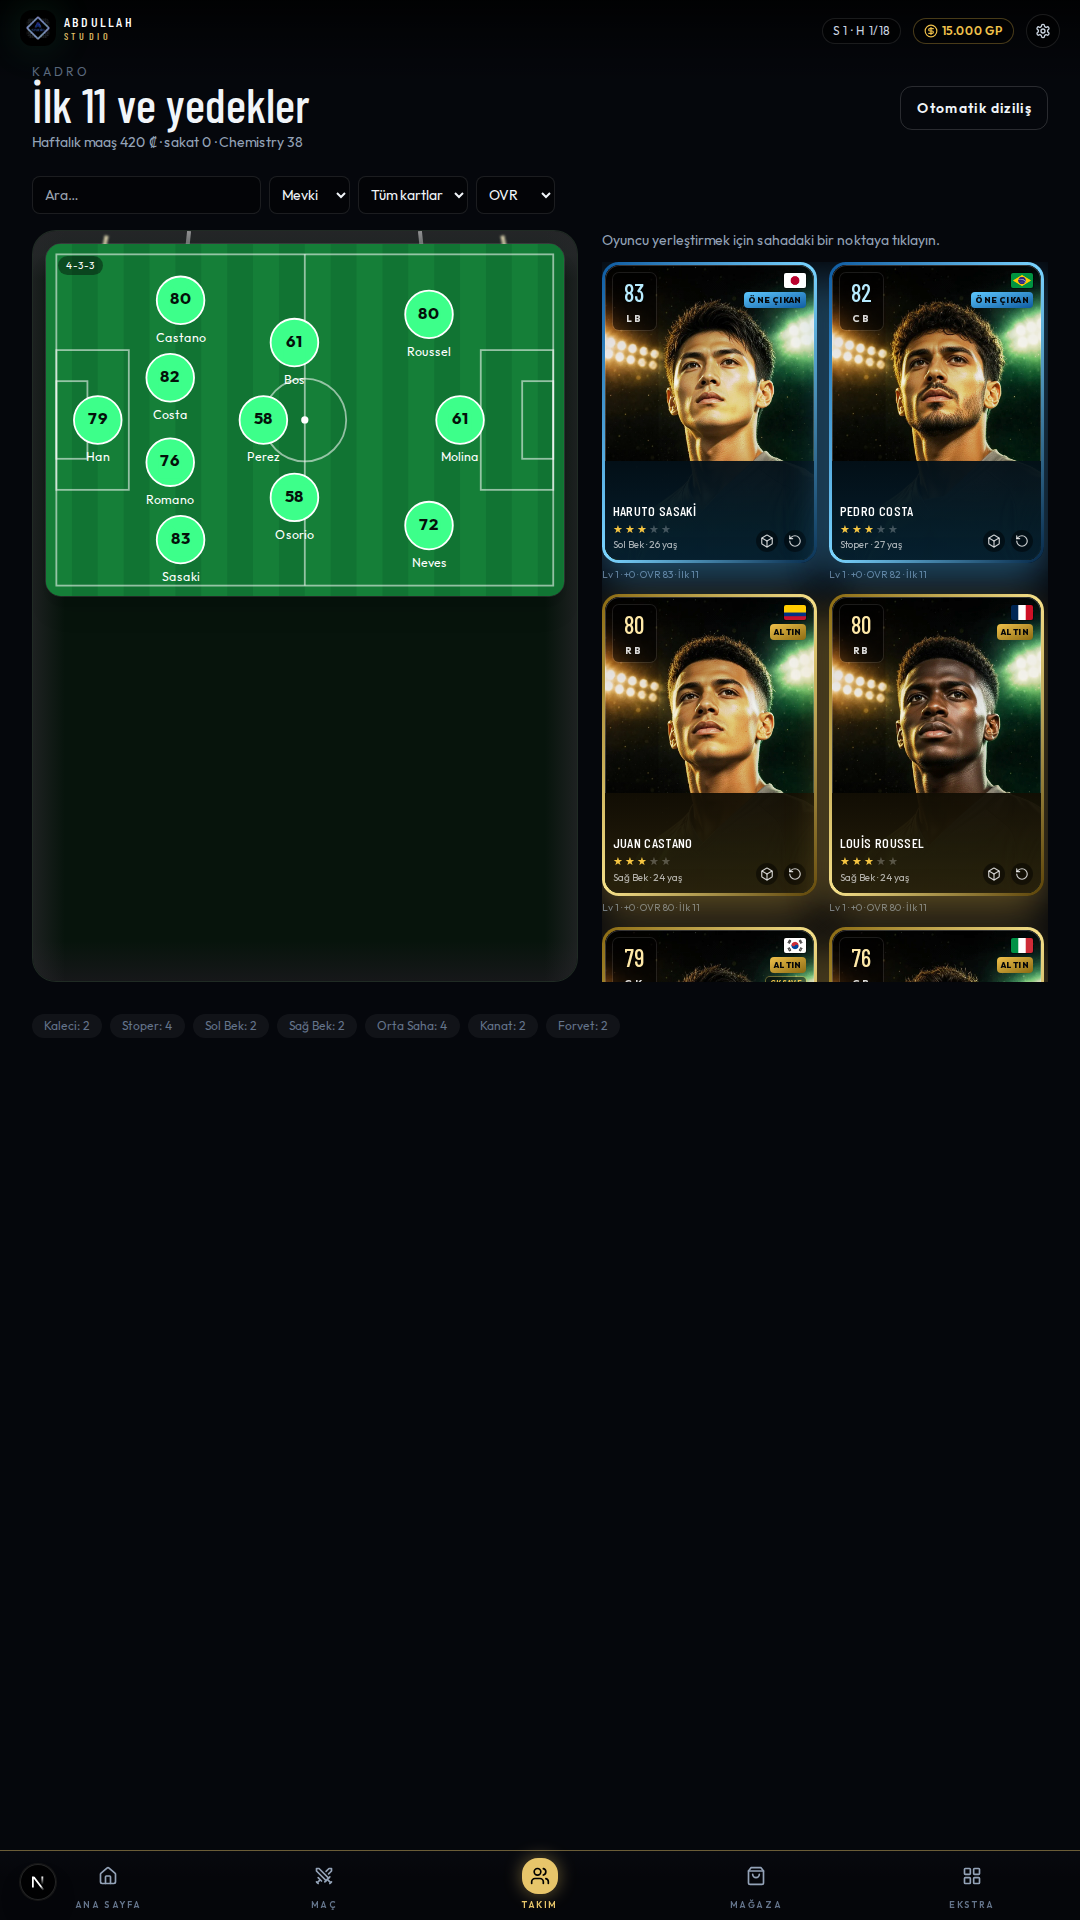 ABDULLAH
STUDIO
S 1 · H 1/18
15.000 GP
KADRO
İlk 11 ve yedekler
Otomatik diziliş
Haftalık maaş 420 ₡ · sakat 0 · Chemistry 38
Ara...
Mevki
Tüm kartlar
OVR
Oyuncu yerleştirmek için sahadaki bir noktaya tıklayın.
4-3-3
80
Castano
80
Roussel
61
Bos
82
Costa
79
Han
58
Perez
61
Molina
76
Romano
58
Osorio
83
Sasaki
72
Neves
83
LB
ÖNE ÇIKAN
HARUTO SASAKİ
★★★★★
Sol Bek · 26 yaş
Lv 1 · +0 · OVR 83 · İlk 11
82
CB
ÖNE ÇIKAN
PEDRO COSTA
★★★★★
Stoper · 27 yaş
Lv 1 · +0 · OVR 82 · İlk 11
80
RB
ALTIN
JUAN CASTANO
★★★★★
Sağ Bek · 24 yaş
Lv 1 · +0 · OVR 80 · İlk 11
80
RB
ALTIN
LOUİS ROUSSEL
★★★★★
Sağ Bek · 24 yaş
Lv 1 · +0 · OVR 80 · İlk 11
79
ALTIN
76
ALTIN
Kaleci: 2
Stoper: 4
Sol Bek: 2
Sağ Bek: 2
Orta Saha: 4
Kanat: 2
Forvet: 2
N
ANA SAYFA
MAÇ
TAKIM
MAĞAZA
EKSTRA